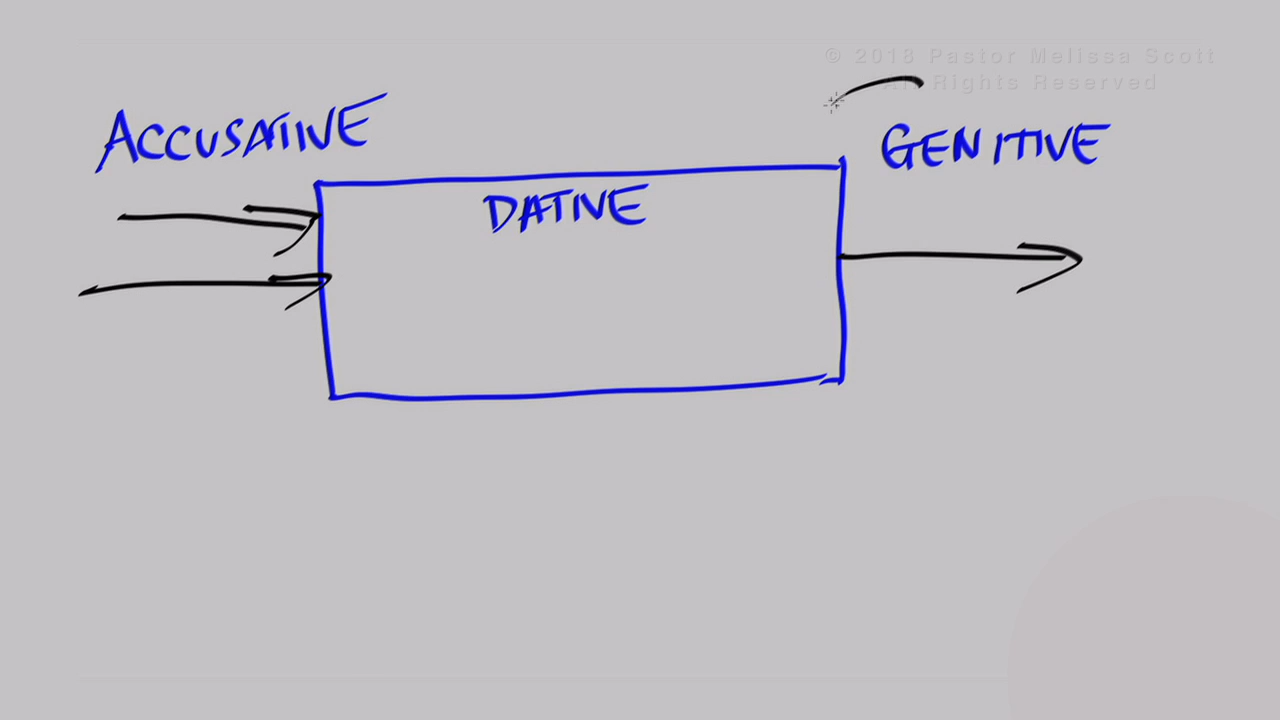 © 2018 Pastor Melissa Scott
All Rights Reserved
ACCUSATIVE
GENITIVE
DATIVE